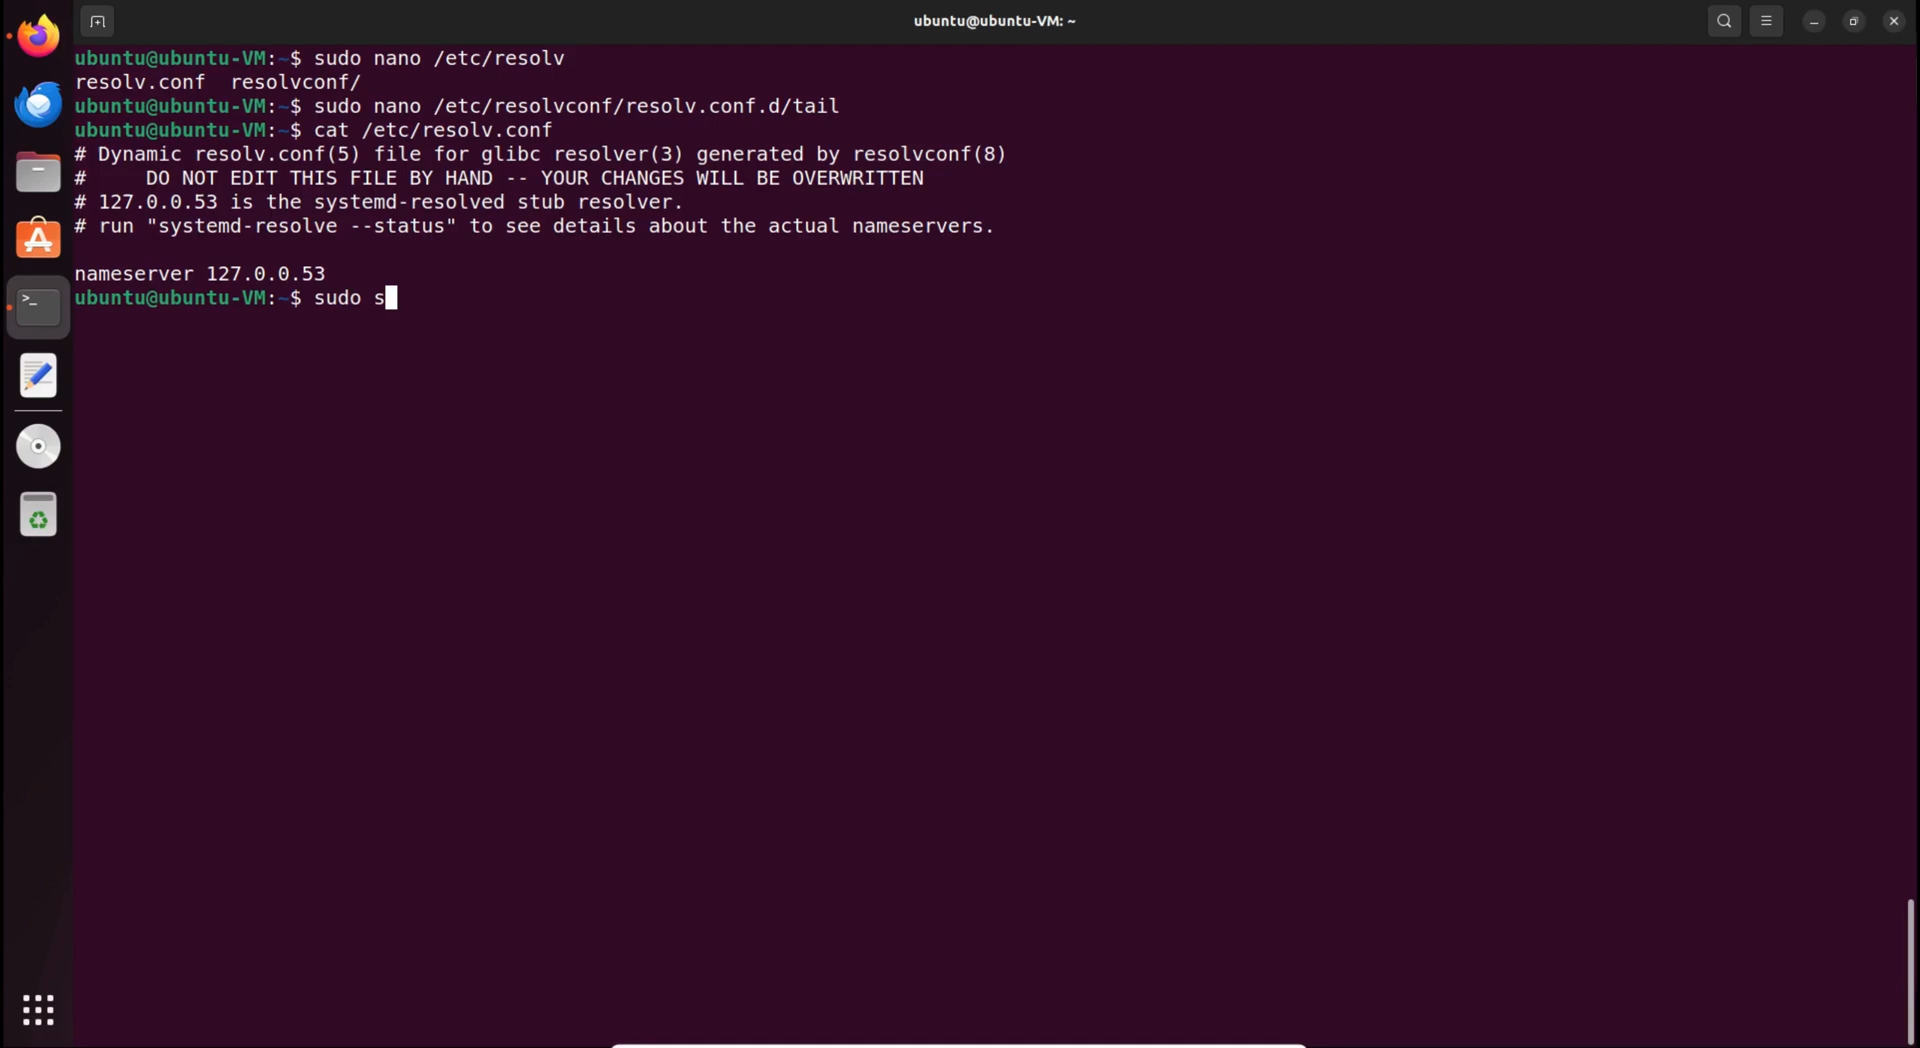 ubuntu@ubuntu-VM: ~
ubuntu@ubuntu-VM:~$ sudo nano /etc/resolv
resolv.conf  resolvconf/
ubuntu@ubuntu-VM:~$ sudo nano /etc/resolvconf/resolv.conf.d/tail
ubuntu@ubuntu-VM:~$ cat /etc/resolv.conf
# Dynamic resolv.conf(5) file for glibc resolver(3) generated by resolvconf(8)
#     DO NOT EDIT THIS FILE BY HAND -- YOUR CHANGES WILL BE OVERWRITTEN
# 127.0.0.53 is the systemd-resolved stub resolver.
# run "systemd-resolve --status" to see details about the actual nameservers.
nameserver 127.0.0.53
ubuntu@ubuntu-VM:~$ sudo s